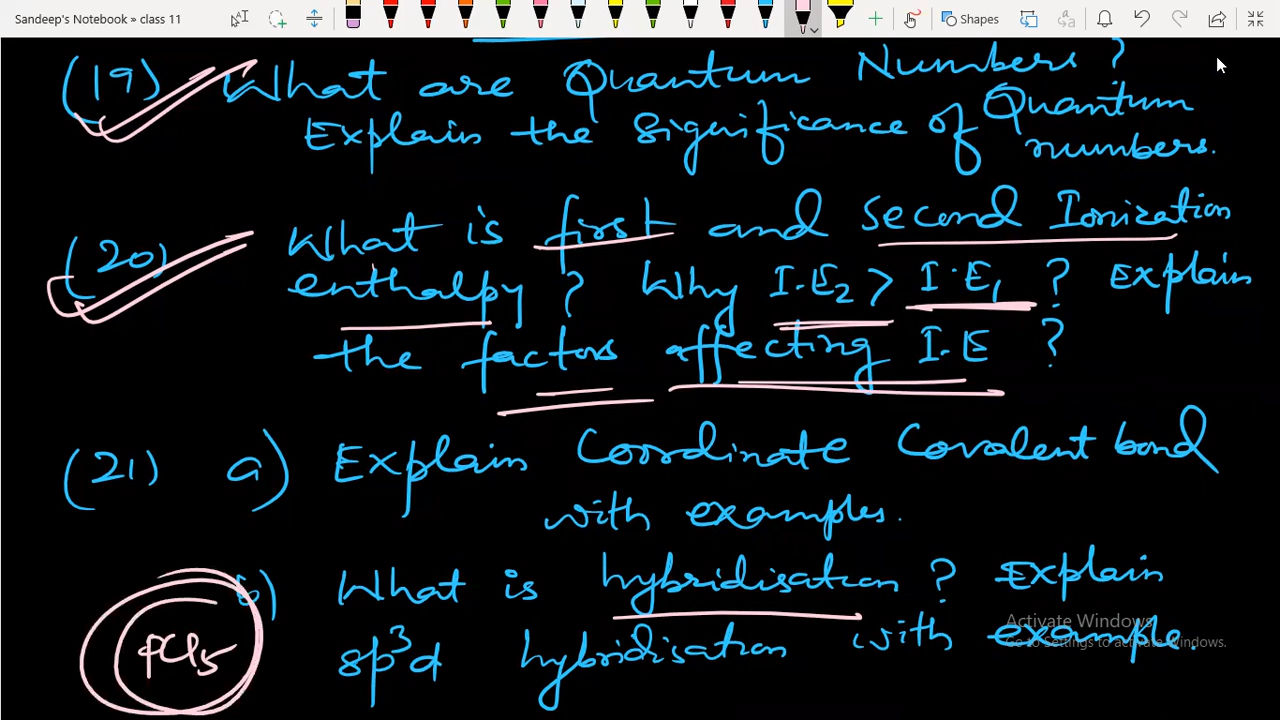 Sandeep's Notebook » class 11
Shapes
(19) What are Quantum Numbers?
Explain the significance of Quantum numbers.
(20) What is first and Second Ionization
enthalpy? Why I.E2 > I.E1 ? Explain
the factors affecting I.E ?
(21) a) Explain Coordinate Covalent bond
with examples.
b) What is hybridisation? Explain
sp³d hybridisation with example.
PCl5
Activate Windows
Go to Settings to activate Windows.